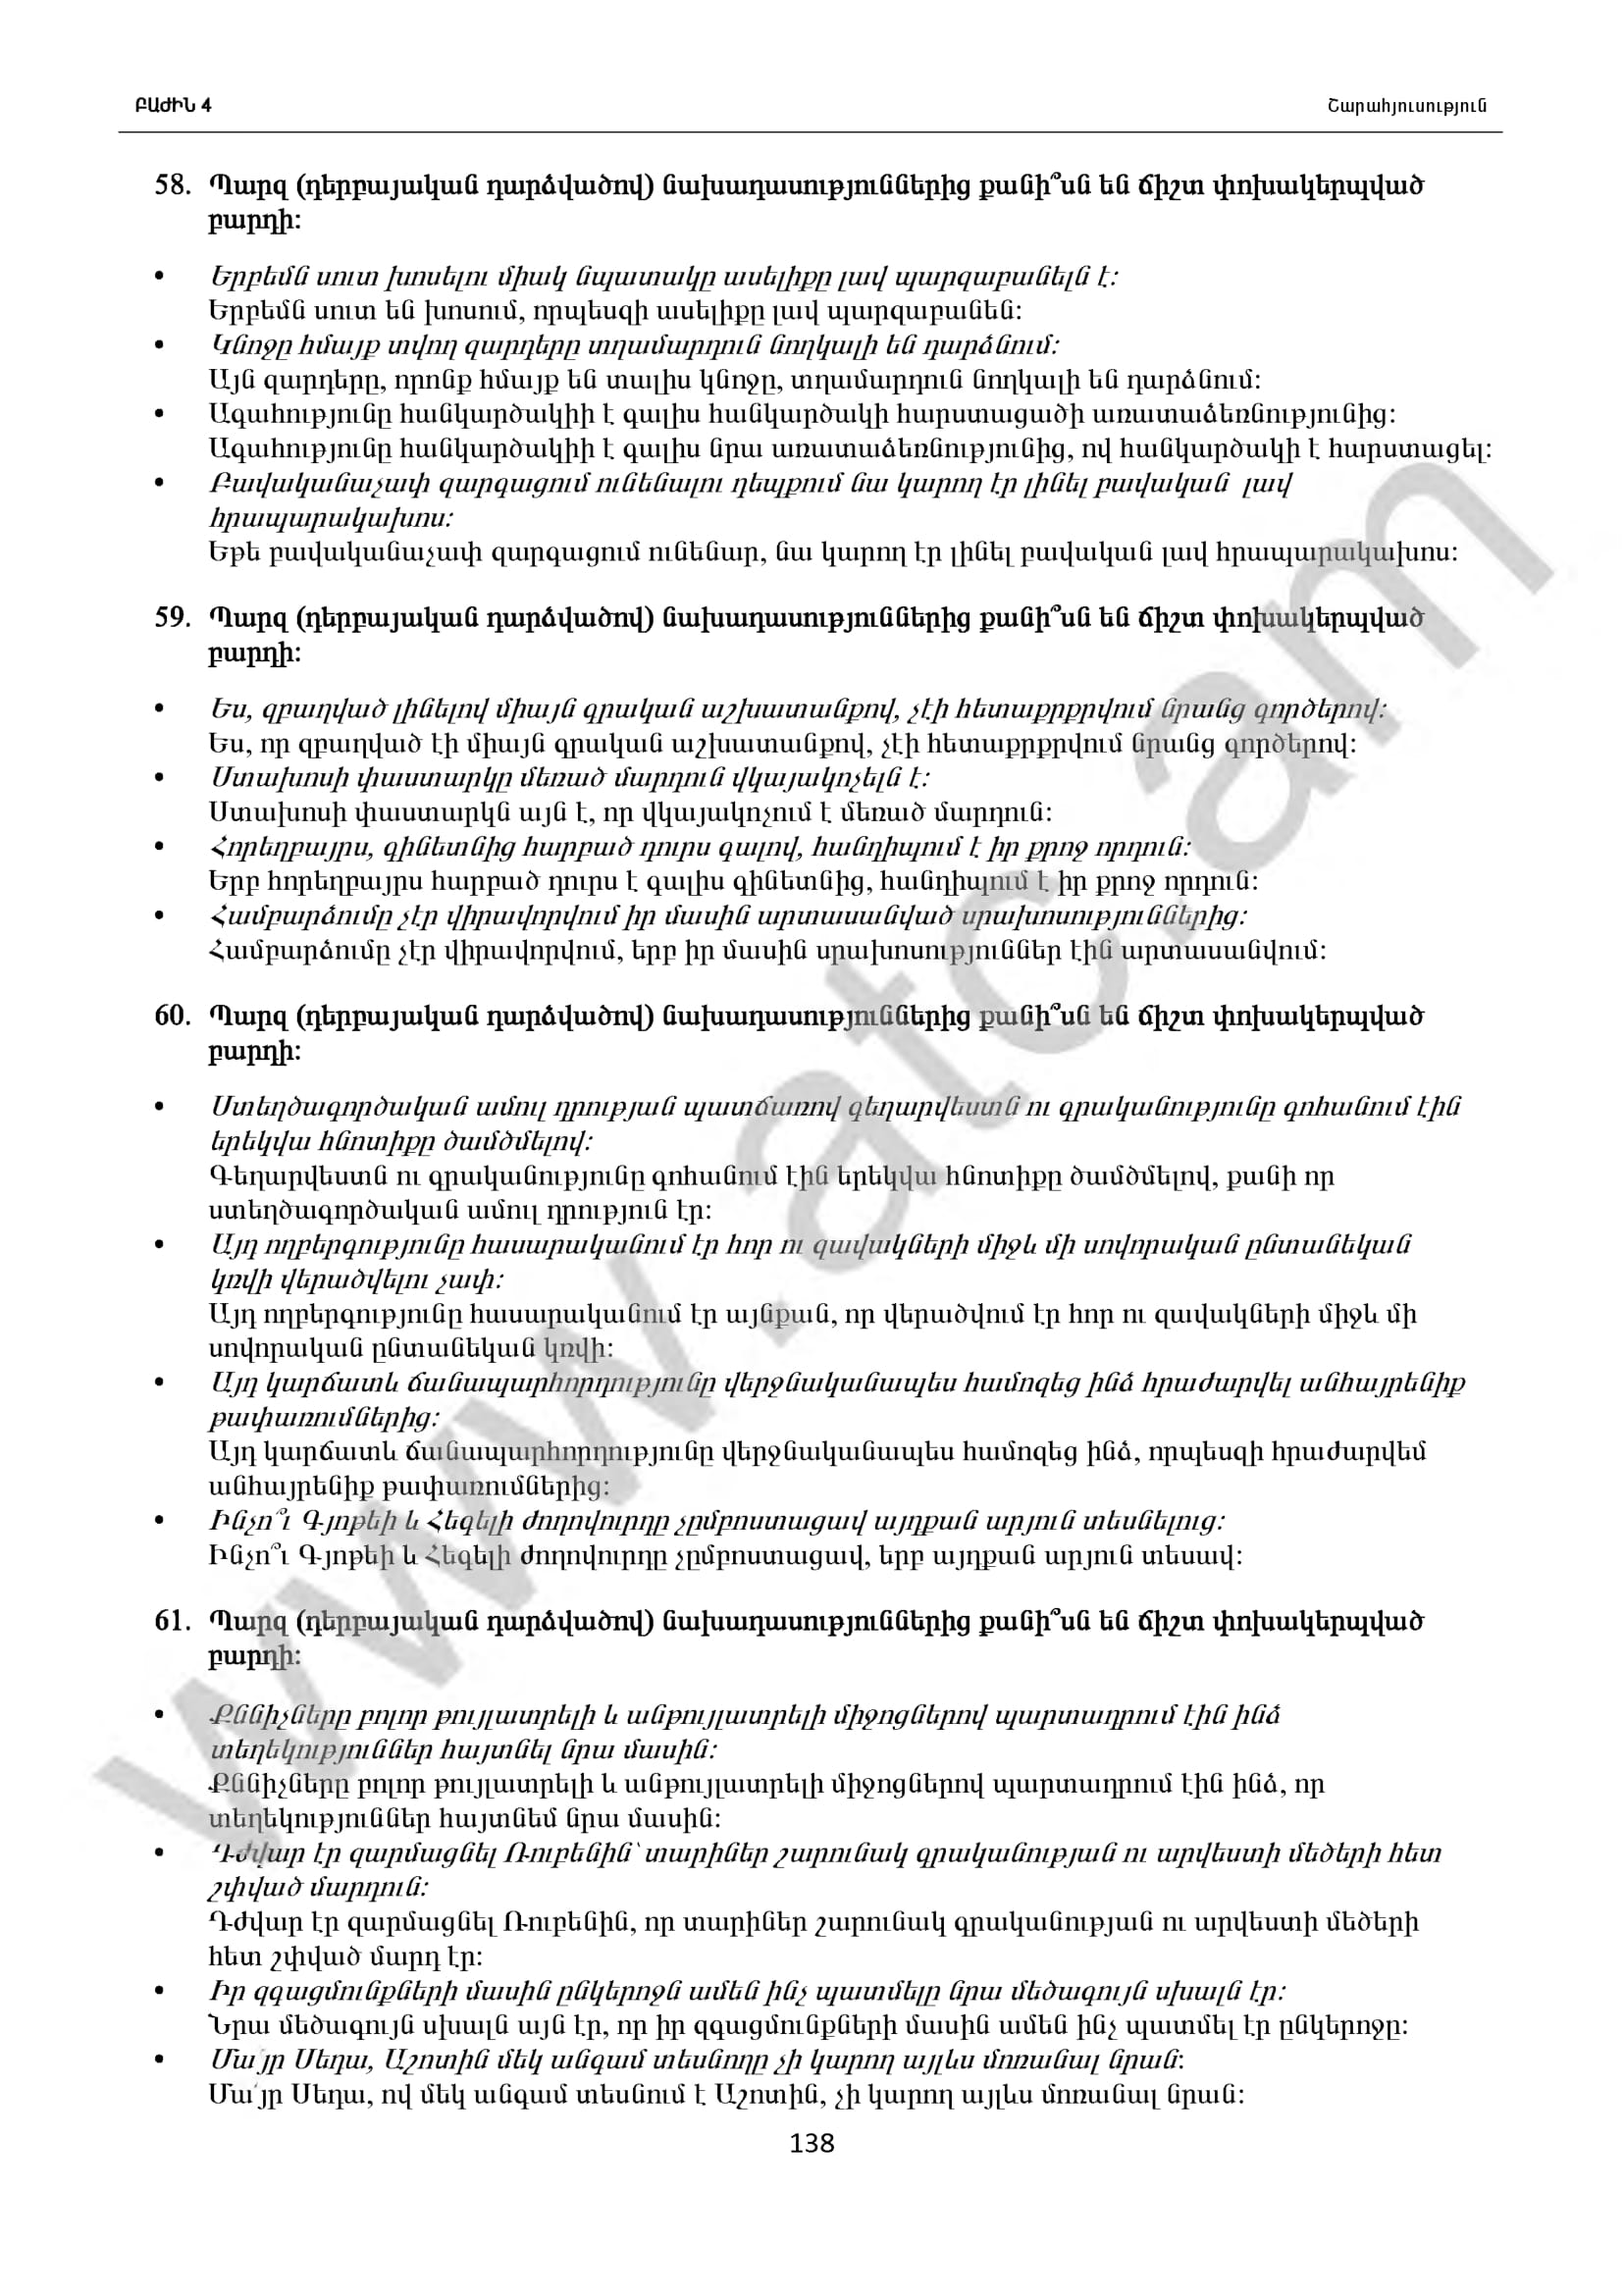 ԲԱԺԻՆ 4
Շարահյուսություն
58. Պարզ (դերբայական դարձվածով) նախադասություններից քանի՞սն են ճիշտ փոխակերպված
բարդի:
• Երբեմն սուտ խոսելու միակ նպատակը ասելիքը լավ պարզաբանելն է:
Երբեմն սուտ են խոսում, որպեսզի ասելիքը լավ պարզաբանեն:
• Կնոջը հմայք տվող զարդերը տղամարդուն նողկալի են դարձնում:
Այն զարդերը, որոնք հմայք են տալիս կնոջը, տղամարդուն նողկալի են դարձնում:
• Ագահությունը հանկարծակիի է գալիս հանկարծակի հարստացածի առատաձեռնությունից:
Ագահությունը հանկարծակիի է գալիս նրա առատաձեռնությունից, ով հանկարծակի է հարստացել:
• Բավականաչափ զարգացում ունենալու դեպքում նա կարող էր լինել բավական լավ
հրապարակախոս:
Եթե բավականաչափ զարգացում ունենար, նա կարող էր լինել բավական լավ հրապարակախոս:
59. Պարզ (դերբայական դարձվածով) նախադասություններից քանի՞սն են ճիշտ փոխակերպված
բարդի:
• Ես, զբաղված լինելով միայն գրական աշխատանքով, չէի հետաքրքրվում նրանց գործերով:
Ես, որ զբաղված էի միայն գրական աշխատանքով, չէի հետաքրքրվում նրանց գործերով:
• Ստախոսի փաստարկը մեռած մարդուն վկայակոչելն է:
Ստախոսի փաստարկն այն է, որ վկայակոչում է մեռած մարդուն:
• Հորեղբայրս, գինետնից հարբած դուրս գալով, հանդիպում է իր քրոջ որդուն:
Երբ հորեղբայրս հարբած դուրս է գալիս գինետնից, հանդիպում է իր քրոջ որդուն:
• Համբարձումը չէր վիրավորվում իր մասին արտասանված սրախոսություններից:
Համբարձումը չէր վիրավորվում, երբ իր մասին սրախոսություններ էին արտասանվում:
60. Պարզ (դերբայական դարձվածով) նախադասություններից քանի՞սն են ճիշտ փոխակերպված
բարդի:
• Ստեղծագործական ամուլ դրության պատճառով գեղարվեստն ու գրականությունը գոհանում էին
երեկվա հնոտիքը ծամծմելով:
Գեղարվեստն ու գրականությունը գոհանում էին երեկվա հնոտիքը ծամծմելով, քանի որ
ստեղծագործական ամուլ դրություն էր:
• Այդ ողբերգությունը հասարականում էր հոր ու զավակների միջև մի սովորական ընտանեկան
կռվի վերածվելու չափ:
Այդ ողբերգությունը հասարականում էր այնքան, որ վերածվում էր հոր ու զավակների միջև մի
սովորական ընտանեկան կռվի:
• Այդ կարճատև ճանապարհորդությունը վերջնականապես համոզեց ինձ հրաժարվել անհայրենիք
թափառումներից:
Այդ կարճատև ճանապարհորդությունը վերջնականապես համոզեց ինձ, որպեսզի հրաժարվեմ
անհայրենիք թափառումներից:
• Ինչո՞ւ Գյոթեի և Հեգելի ժողովուրդը չըմբոստացավ այդքան արյուն տեսնելուց:
Ինչո՞ւ Գյոթեի և Հեգելի ժողովուրդը չըմբոստացավ, երբ այդքան արյուն տեսավ:
61. Պարզ (դերբայական դարձվածով) նախադասություններից քանի՞սն են ճիշտ փոխակերպված
բարդի:
• Քննիչները բոլոր թույլատրելի և անթույլատրելի միջոցներով պարտադրում էին ինձ
տեղեկություններ հայտնել նրա մասին:
Քննիչները բոլոր թույլատրելի և անթույլատրելի միջոցներով պարտադրում էին ինձ, որ
տեղեկություններ հայտնեմ նրա մասին:
• Դժվար էր զարմացնել Ռուբենին՝ տարիներ շարունակ գրականության ու արվեստի մեծերի հետ
շփված մարդուն:
Դժվար էր զարմացնել Ռուբենին, որ տարիներ շարունակ գրականության ու արվեստի մեծերի
հետ շփված մարդ էր:
• Իր զգացմունքների մասին ընկերոջն ամեն ինչ պատմելը նրա մեծագույն սխալն էր:
Նրա մեծագույն սխալն այն էր, որ իր զգացմունքների մասին ամեն ինչ պատմել էր ընկերոջը:
• Մա՛յր Սեդա, Աշոտին մեկ անգամ տեսնողը չի կարող այլևս մոռանալ նրան:
Մա՛յր Սեդա, ով մեկ անգամ տեսնում է Աշոտին, չի կարող այլևս մոռանալ նրան:
138
www.atc.am